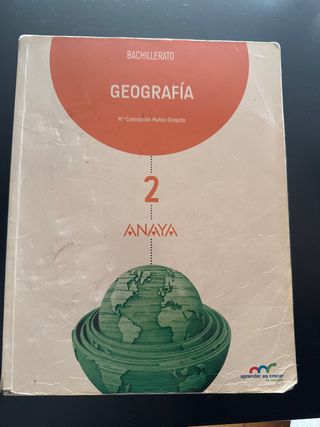 BACHILLERATO
GEOGRAFÍA
M.ª Concepción Muñoz-Delgado
2
ANAYA
aprender es crecer